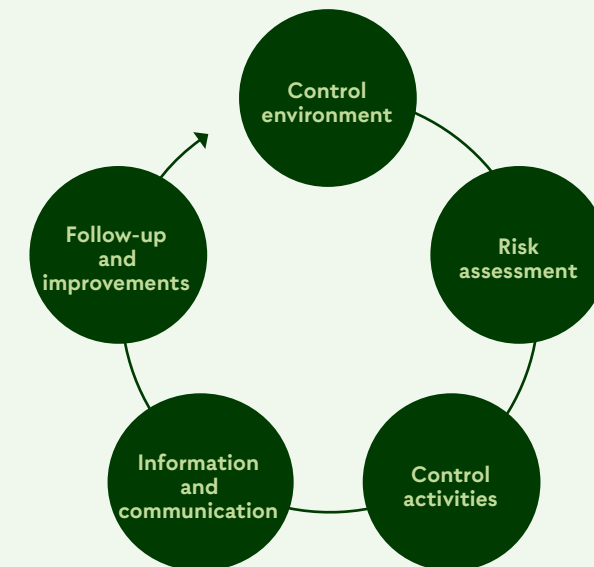 Control
environment
Risk
assessment
Control
activities
Information
and
communication
Follow-up
and
improvements